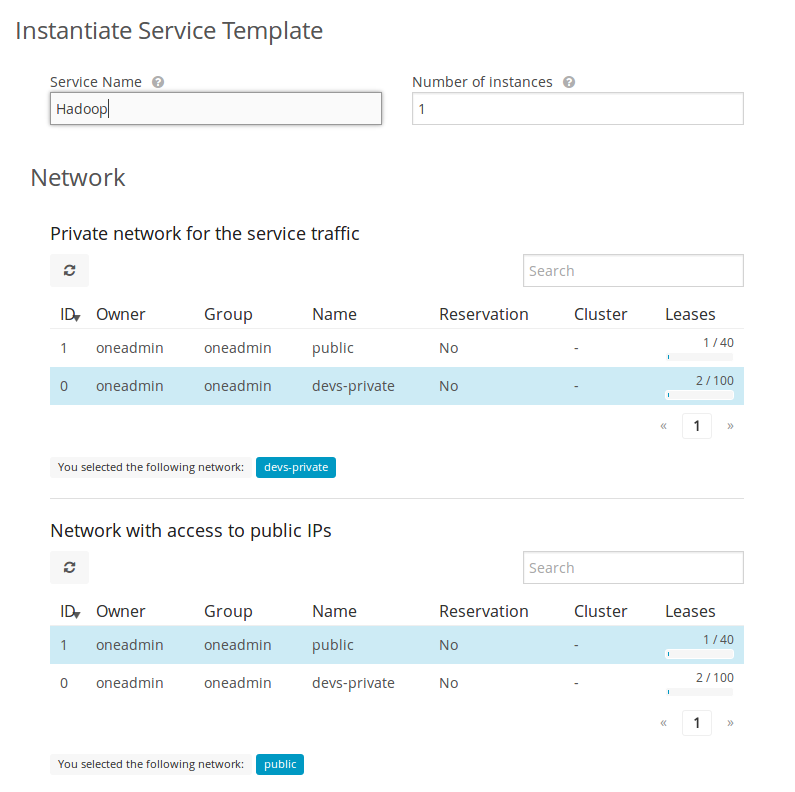 Instantiate Service Template
Service Name ? Number of instances ?
Hadoop 1
Network
Private network for the service traffic
Search
ID Owner Group Name Reservation Cluster Leases
1 oneadmin oneadmin public No - 1 / 40
0 oneadmin oneadmin devs-private No - 2 / 100
« 1 »
You selected the following network: devs-private
Network with access to public IPs
Search
ID Owner Group Name Reservation Cluster Leases
1 oneadmin oneadmin public No - 1 / 40
0 oneadmin oneadmin devs-private No - 2 / 100
« 1 »
You selected the following network: public